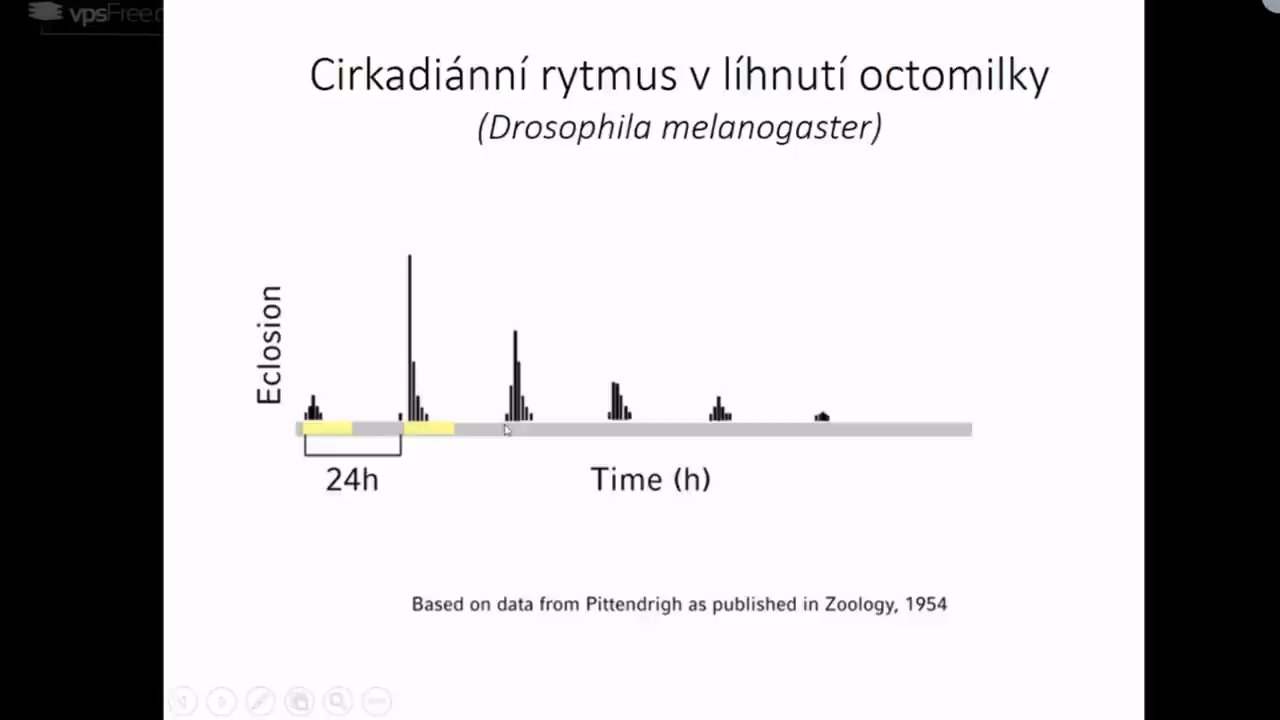 vpsFree.c
Cirkadiánní rytmus v líhnutí octomilky
(Drosophila melanogaster)
Eclosion
24h
Time (h)
Based on data from Pittendrigh as published in Zoology, 1954